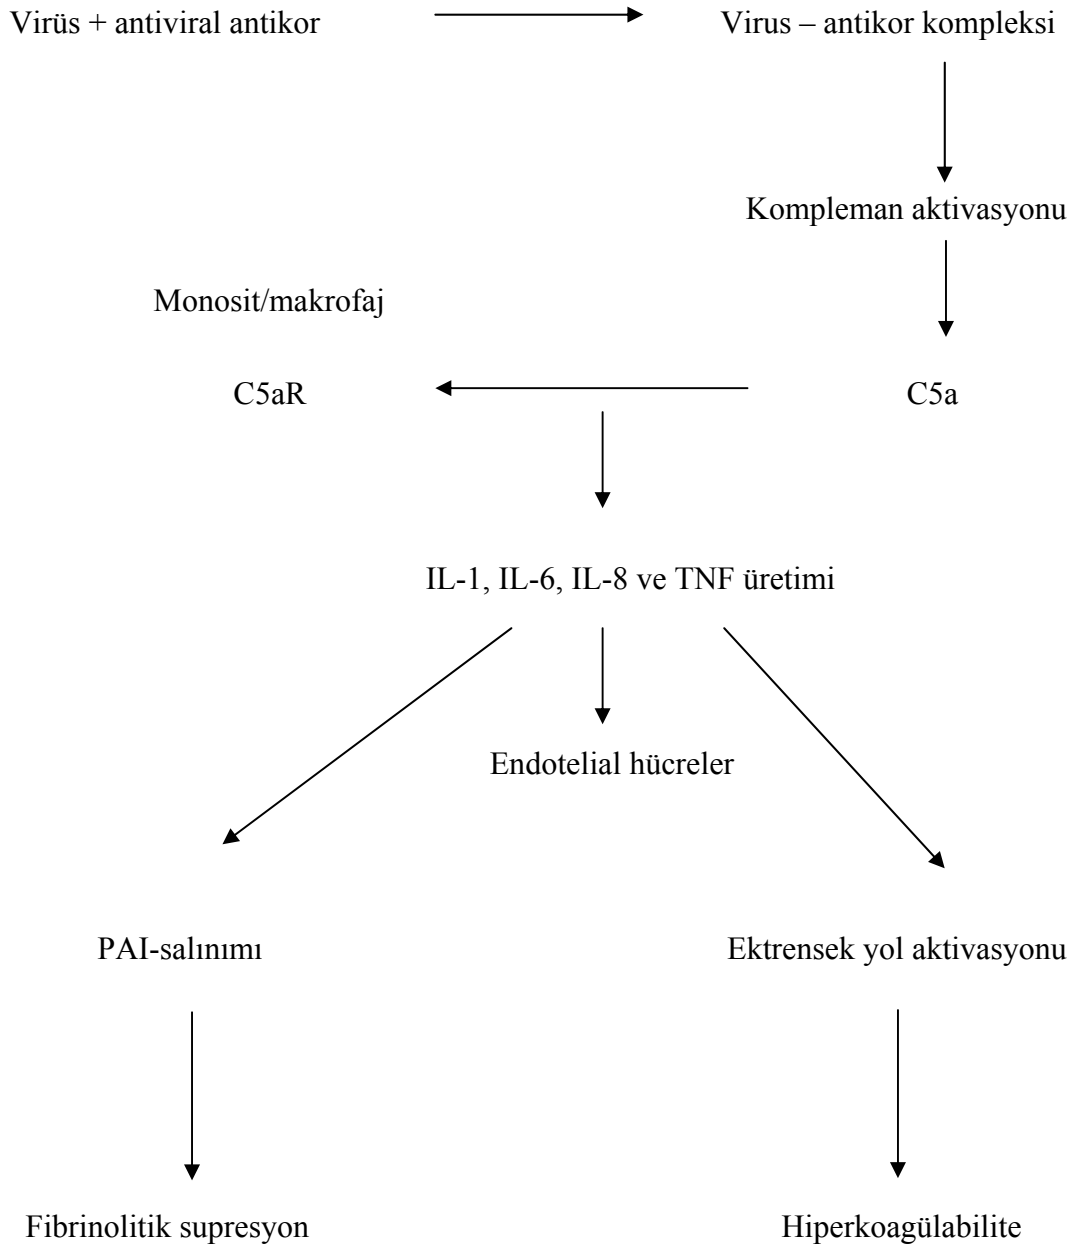 Virüs + antiviral antikor
Virus – antikor kompleksi
Kompleman aktivasyonu
Monosit/makrofaj
C5aR
C5a
IL-1, IL-6, IL-8 ve TNF üretimi
Endotelial hücreler
PAI-salınımı
Ektrensek yol aktivasyonu
Fibrinolitik supresyon
Hiperkoagülabilite